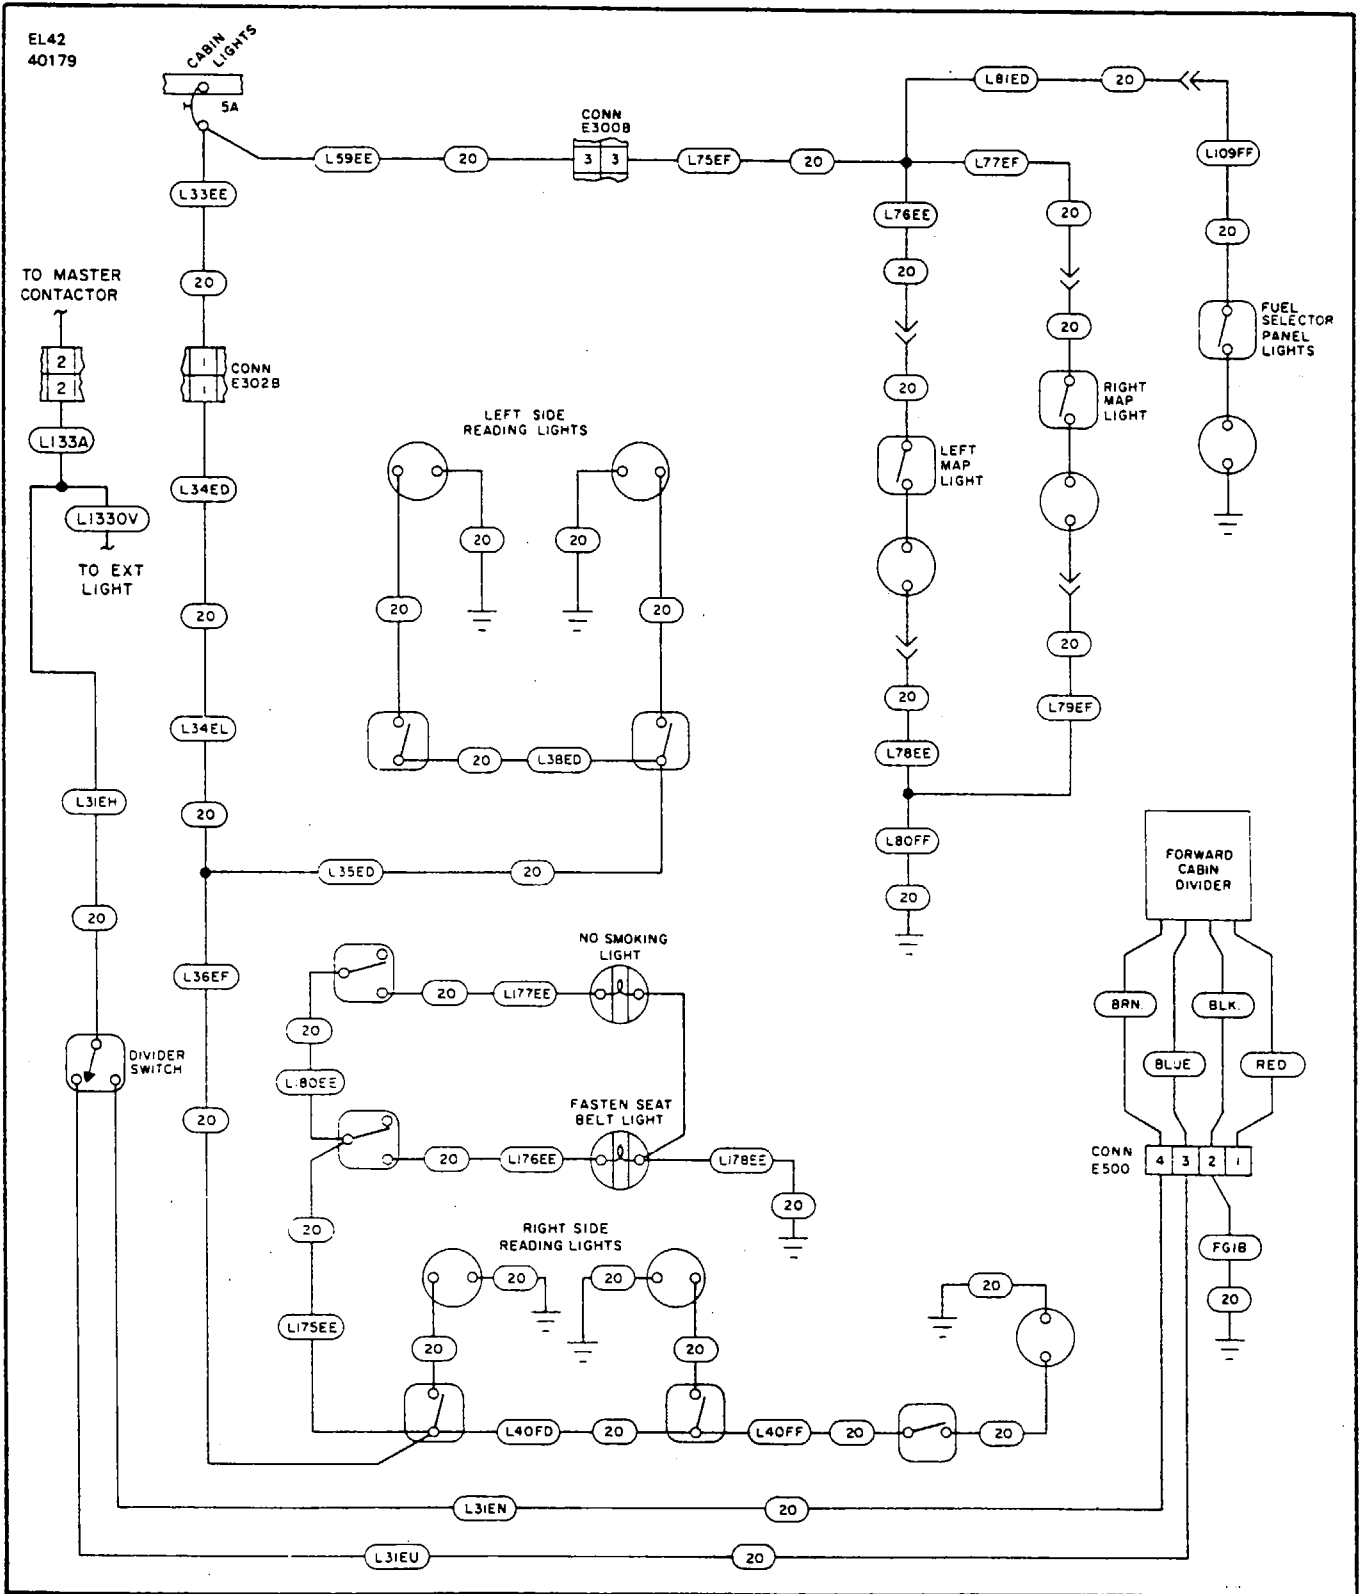 EL42
40179
CABIN
LIGHTS
5A
L59EE
20
CONN
E300B
3 3
L75EF
20
L81ED
20
L77EF
L109FF
20
FUEL
SELECTOR
PANEL
LIGHTS
L33EE
20
1
1
CONN
E302B
L34ED
20
L34EL
20
TO MASTER
CONTACTOR
2
2
L133A
L133OV
TO EXT
LIGHT
L31EH
20
DIVIDER
SWITCH
LEFT SIDE
READING LIGHTS
20
20
20
20
20
L38ED
L35ED
20
L76EE
20
20
LEFT
MAP
LIGHT
20
L78EE
20
20
RIGHT
MAP
LIGHT
20
L79EF
L80FF
20
FORWARD
CABIN
DIVIDER
BRN.
BLK.
BLUE
RED
CONN
E500
4 3 2 1
FG1B
20
L36EF
20
NO SMOKING
LIGHT
20
L177EE
20
L180EE
FASTEN SEAT
BELT LIGHT
20
L176EE
L178EE
20
20
L175EE
RIGHT SIDE
READING LIGHTS
20
20
20
20
20
L40FD
20
L40FF
20
20
L31EN
20
L31EU
20